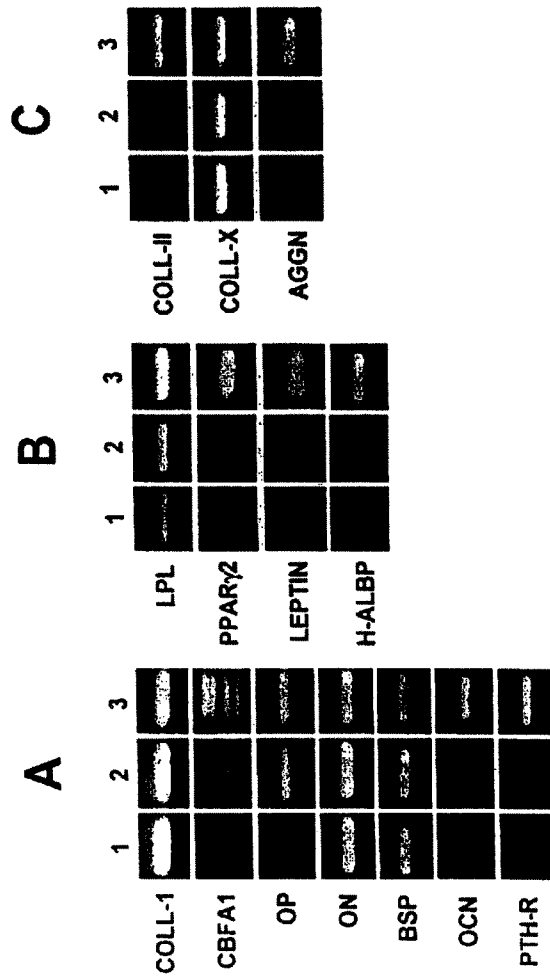 A
1 2 3
COLL-1
CBFA1
OP
ON
BSP
OCN
PTH-R
B
1 2 3
LPL
PPARγ2
LEPTIN
H-ALBP
C
1 2 3
COLL-II
COLL-X
AGGN